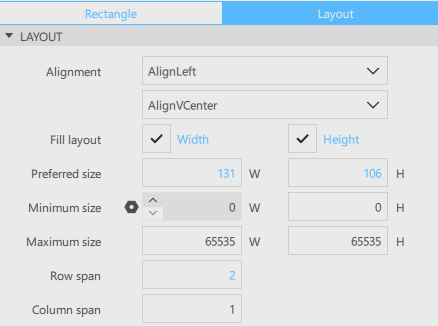 Rectangle Layout
LAYOUT
Alignment AlignLeft
AlignVCenter
Fill layout Width Height
Preferred size 131 W 106 H
Minimum size 0 W 0 H
Maximum size 65535 W 65535 H
Row span 2
Column span 1